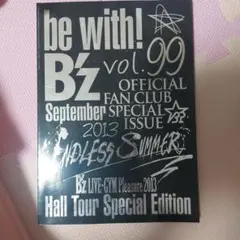 be with!
B'z vol.99
OFFICIAL
FAN CLUB
September SPECIAL
2013 ISSUE
ENDLESS SUMMER
B'z LIVE-GYM Pleasure 2013
Hall Tour Special Edition